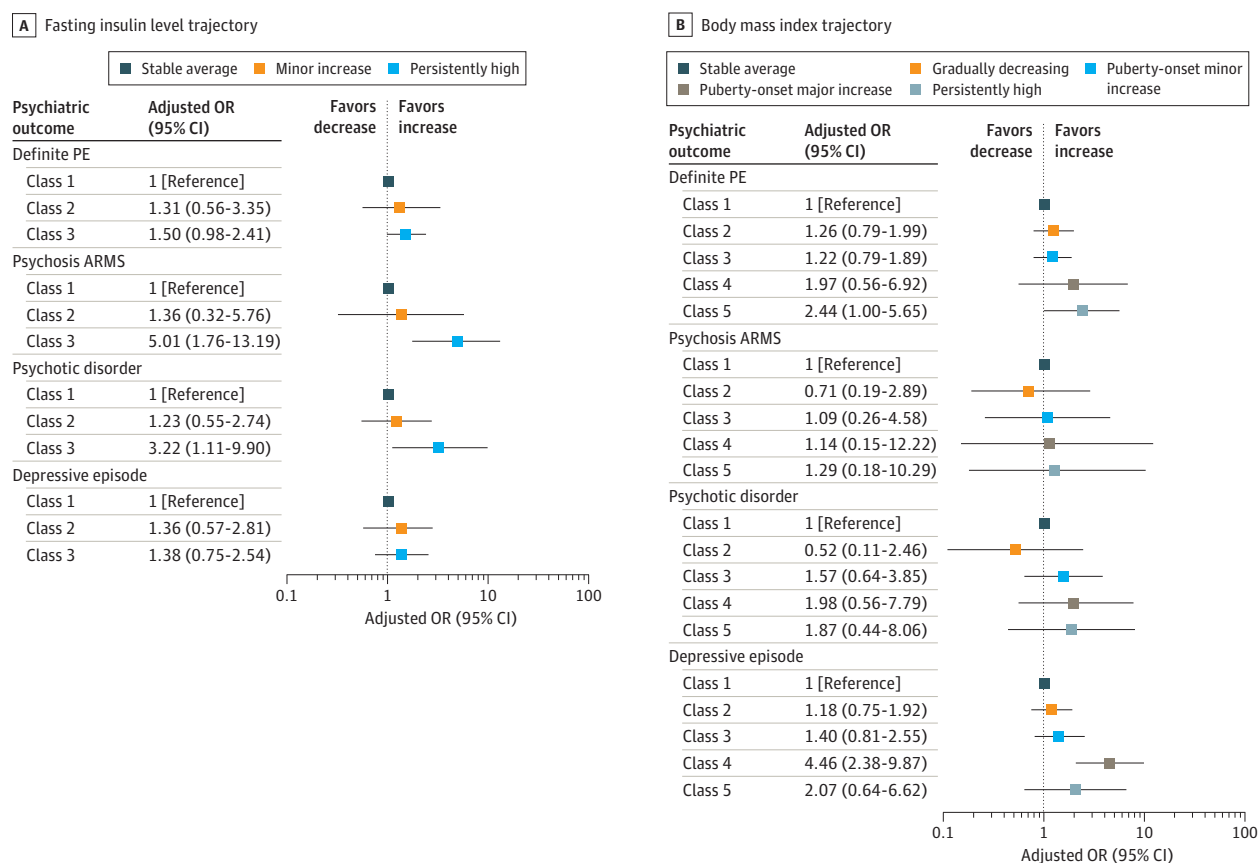 A Fasting insulin level trajectory
Stable average Minor increase Persistently high
Psychiatric outcome Adjusted OR (95% CI) Favors decrease Favors increase
Definite PE
Class 1 1 [Reference]
Class 2 1.31 (0.56-3.35)
Class 3 1.50 (0.98-2.41)
Psychosis ARMS
Class 1 1 [Reference]
Class 2 1.36 (0.32-5.76)
Class 3 5.01 (1.76-13.19)
Psychotic disorder
Class 1 1 [Reference]
Class 2 1.23 (0.55-2.74)
Class 3 3.22 (1.11-9.90)
Depressive episode
Class 1 1 [Reference]
Class 2 1.36 (0.57-2.81)
Class 3 1.38 (0.75-2.54)
0.1 1 10 100
Adjusted OR (95% CI)
B Body mass index trajectory
Stable average Gradually decreasing Puberty-onset minor increase
Puberty-onset major increase Persistently high
Psychiatric outcome Adjusted OR (95% CI) Favors decrease Favors increase
Definite PE
Class 1 1 [Reference]
Class 2 1.26 (0.79-1.99)
Class 3 1.22 (0.79-1.89)
Class 4 1.97 (0.56-6.92)
Class 5 2.44 (1.00-5.65)
Psychosis ARMS
Class 1 1 [Reference]
Class 2 0.71 (0.19-2.89)
Class 3 1.09 (0.26-4.58)
Class 4 1.14 (0.15-12.22)
Class 5 1.29 (0.18-10.29)
Psychotic disorder
Class 1 1 [Reference]
Class 2 0.52 (0.11-2.46)
Class 3 1.57 (0.64-3.85)
Class 4 1.98 (0.56-7.79)
Class 5 1.87 (0.44-8.06)
Depressive episode
Class 1 1 [Reference]
Class 2 1.18 (0.75-1.92)
Class 3 1.40 (0.81-2.55)
Class 4 4.46 (2.38-9.87)
Class 5 2.07 (0.64-6.62)
0.1 1 10 100
Adjusted OR (95% CI)